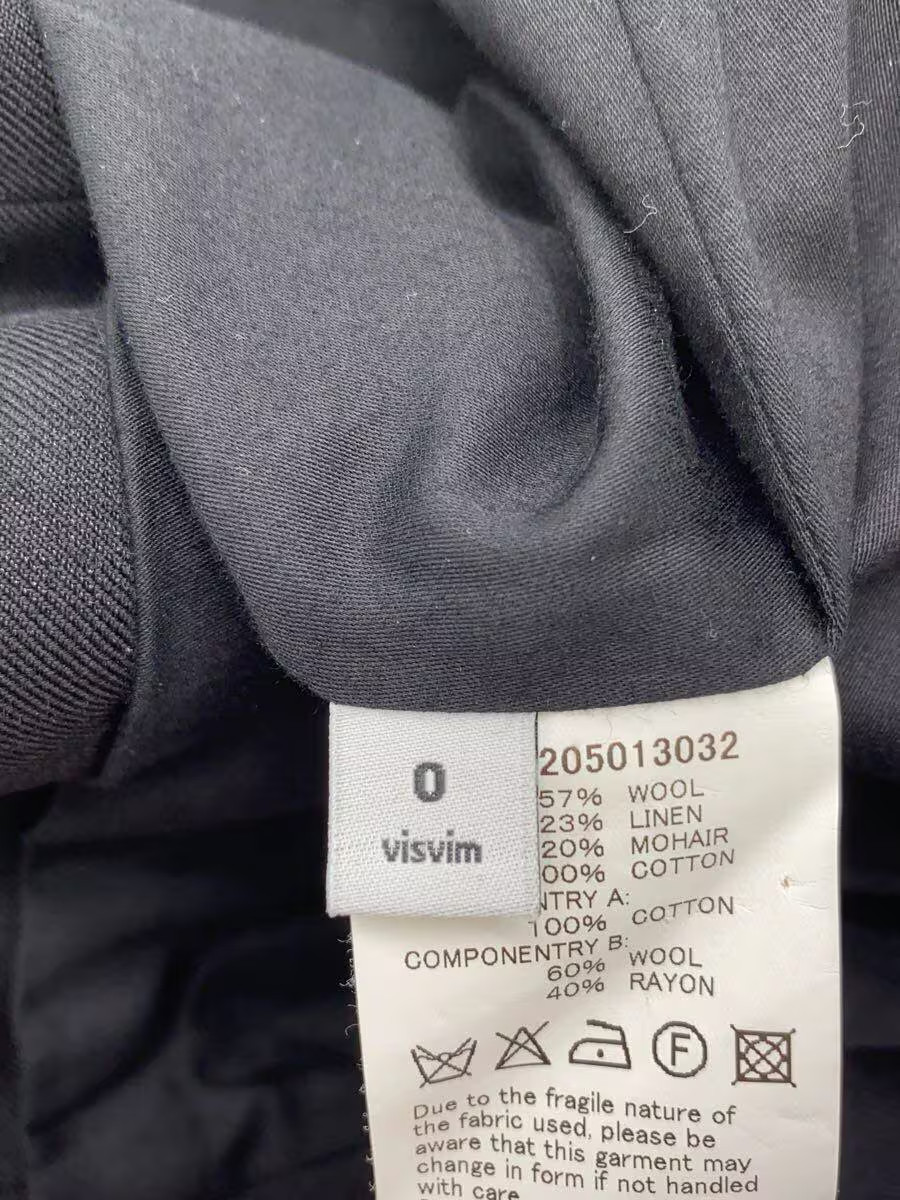 0
visvim
205013032
57% WOOL
23% LINEN
20% MOHAIR
00% COTTON
NTRY A:
100% COTTON
COMPONENTRY B:
60% WOOL
40% RAYON
F
Due to the fragile nature of
the fabric used, please be
aware that this garment may
change in form if not handled
with care